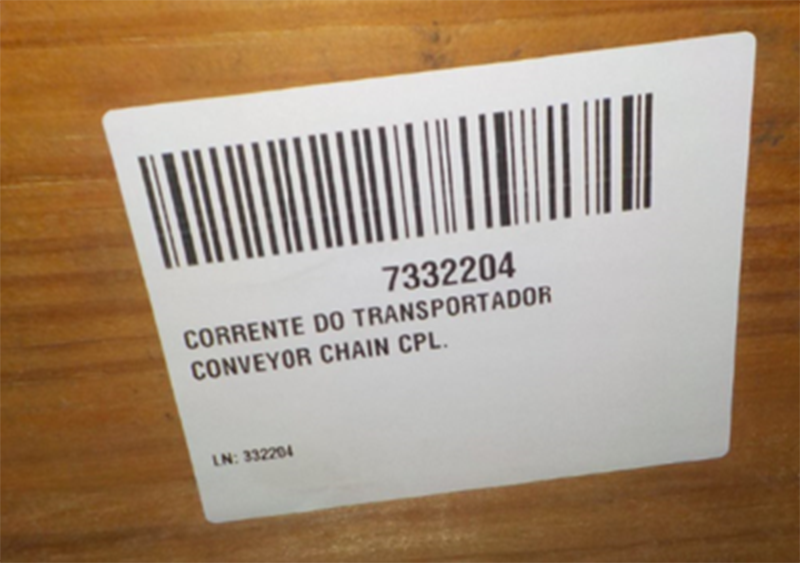 7332204
CORRENTE DO TRANSPORTADOR
CONVEYOR CHAIN CPL.
LN: 332204